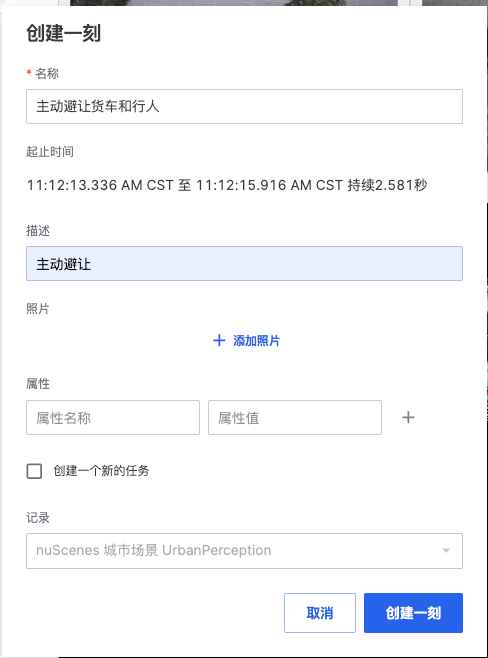 创建一刻
* 名称
主动避让货车和行人
起止时间
11:12:13.336 AM CST 至 11:12:15.916 AM CST 持续2.581秒
描述
主动避让
照片
+ 添加照片
属性
属性名称 属性值 +
创建一个新的任务
记录
nuScenes 城市场景 UrbanPerception
取消 创建一刻